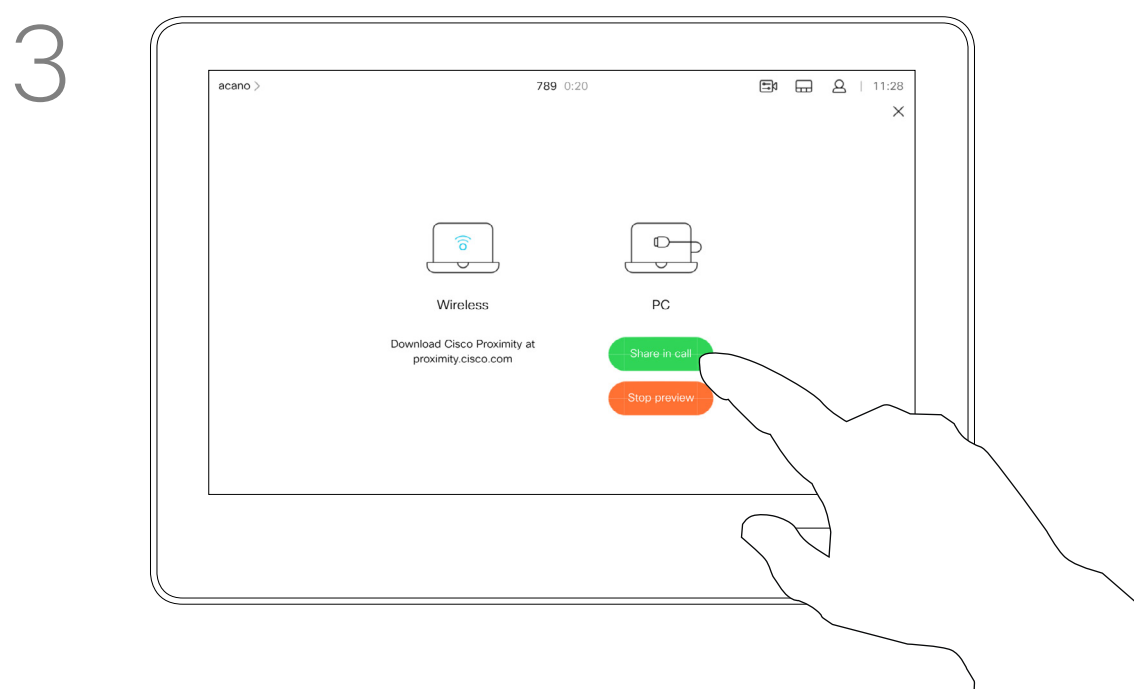 3
acano >
789 0:20
| 11:28
Wireless
PC
Download Cisco Proximity at
proximity.cisco.com
Share in call
Stop preview